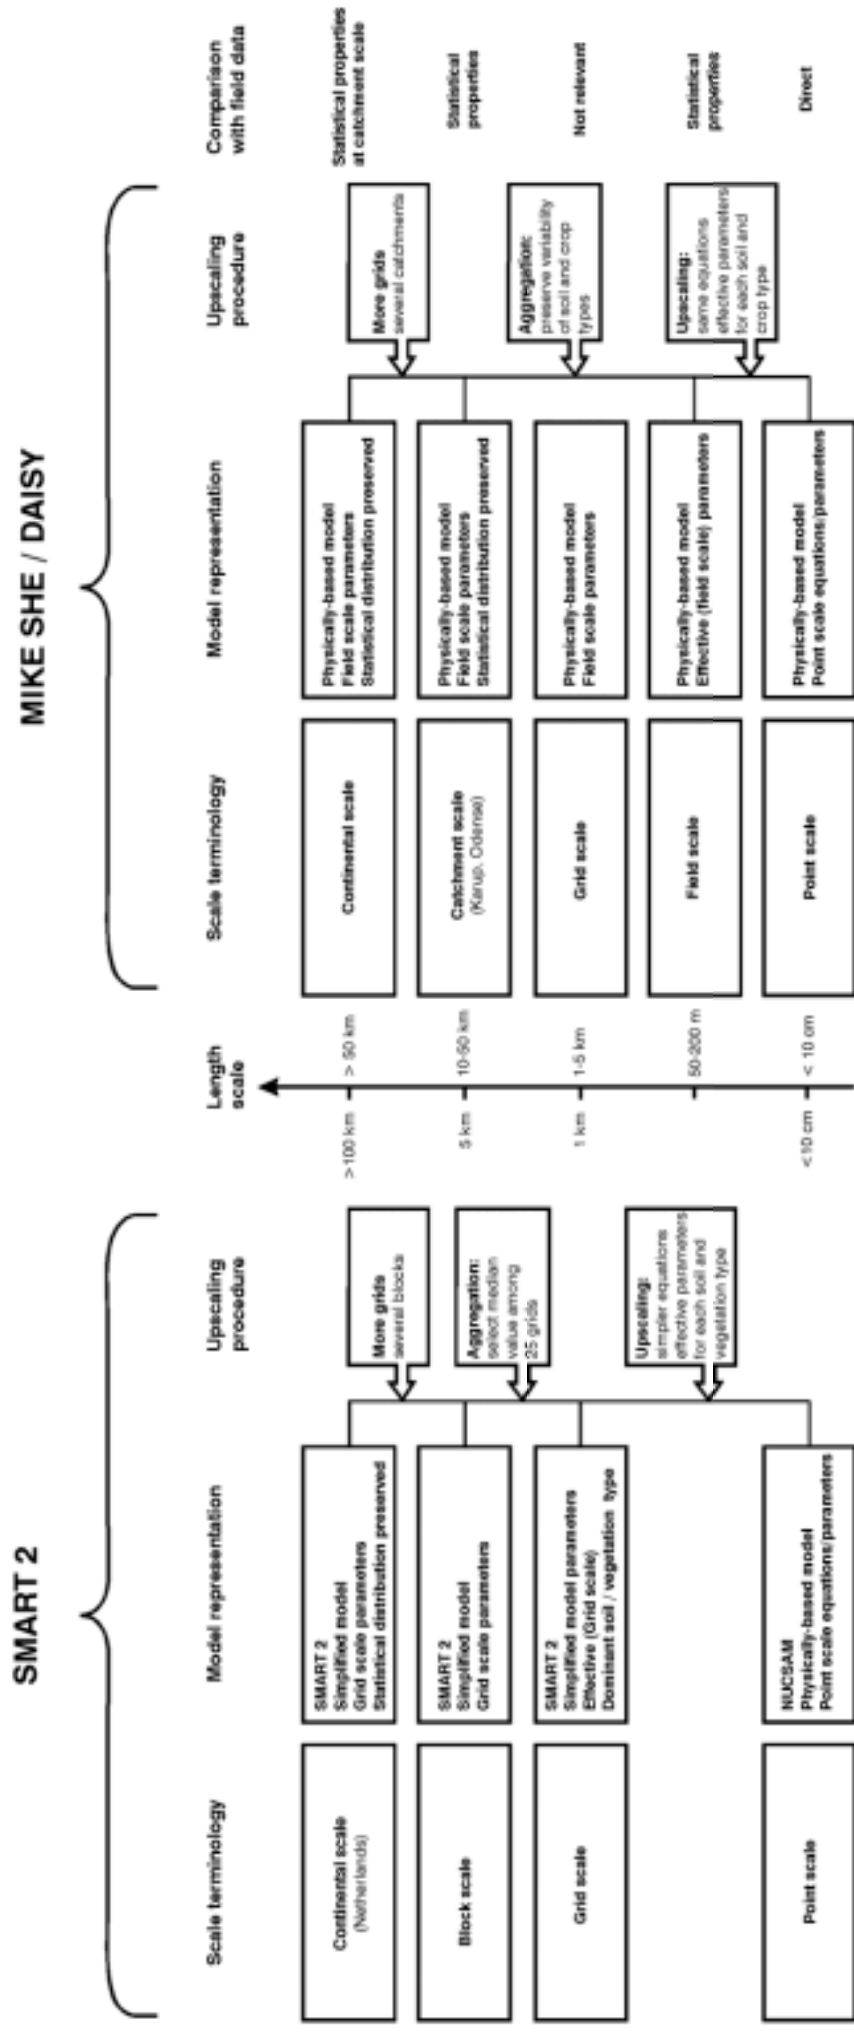 SMART 2
MIKE SHE / DAISY
Scale terminology
Model representation
Upscaling
procedure
Length
scale
Scale terminology
Model representation
Upscaling
procedure
Comparison
with field data
Continental scale
(Netherlands)
SMART 2
Simplified model
Grid scale parameters
Statistical distribution preserved
More grids
several blocks
>100 km
> 50 km
Continental scale
Physically-based model
Field scale parameters
Statistical distribution preserved
More grids
several catchments
Statistical properties
at catchment scale
Block scale
SMART 2
Simplified model
Grid scale parameters
Aggregation:
select median
value among
25 grids
5 km
10-50 km
Catchment scale
(Karup, Odense)
Physically-based model
Field scale parameters
Statistical distribution preserved
Statistical
properties
Grid scale
SMART 2
Simplified model parameters
Effective (Grid scale)
Dominant soil / vegetation type
1 km
1-5 km
Grid scale
Physically-based model
Field scale parameters
Aggregation:
preserve variability
of soil and crop
types
Not relevant
Upscaling:
simpler equations
effective parameters
for each soil and
vegetation type
50-200 m
Field scale
Physically-based model
Effective (field scale) parameters
Upscaling:
same equations
effective parameters
for each soil and
crop type
Statistical
properties
Point scale
NUCSAM
Physically-based model
Point scale equations/parameters
<10 cm
< 10 cm
Point scale
Physically-based model
Point scale equations/parameters
Direct